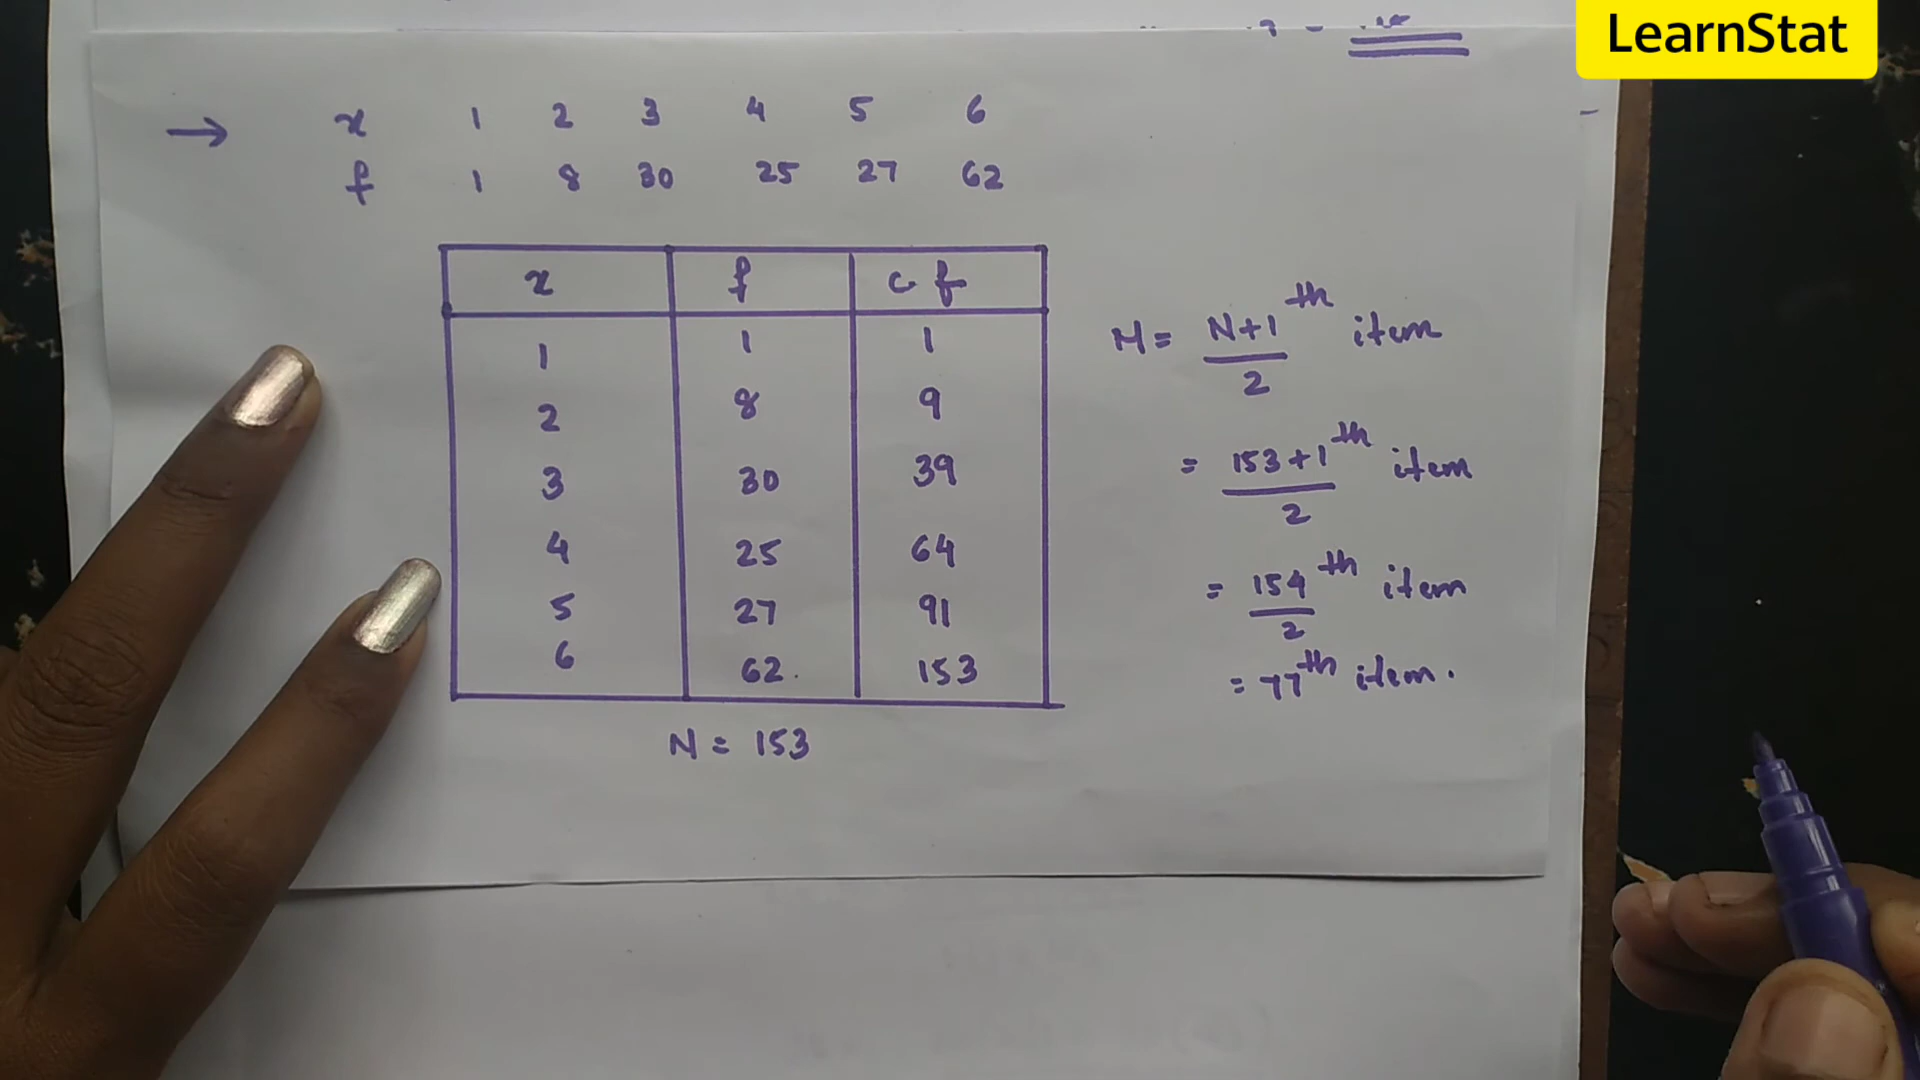 LearnStat
→ x 1 2 3 4 5 6
f 1 8 30 25 27 62
x f cf
1 1 1
2 8 9
3 30 39
4 25 64
5 27 91
6 62. 153
N = 153
M = N+1/2 th item
= 153+1/2 th item
= 154/2 th item
= 77th item.